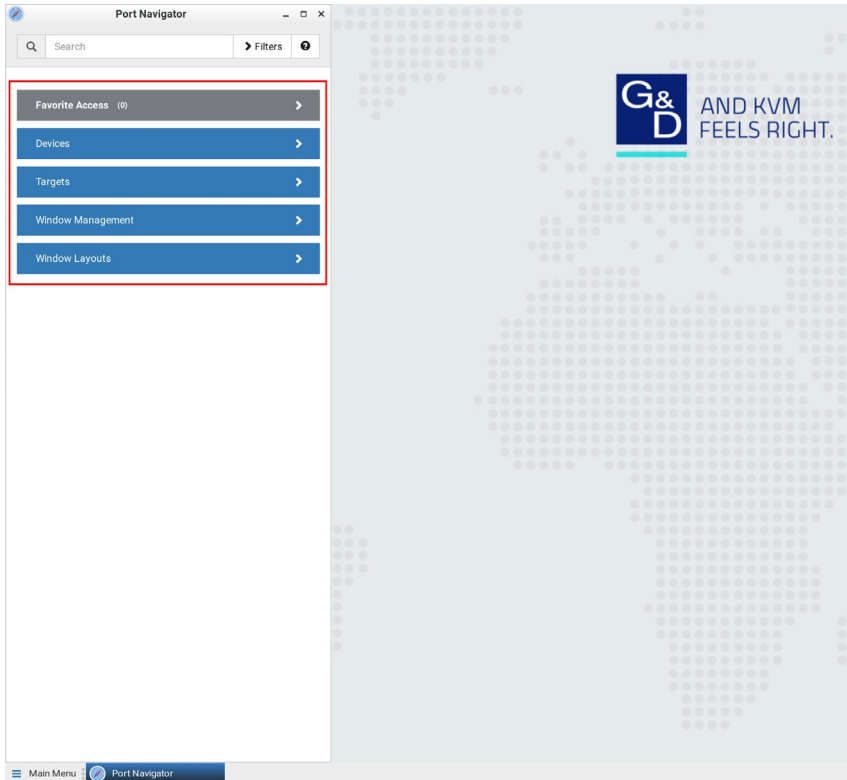 Port Navigator
Search
Filters
Favorite Access (0)
Devices
Targets
Window Management
Window Layouts
G&D
AND KVM
FEELS RIGHT.
Main Menu
Port Navigator